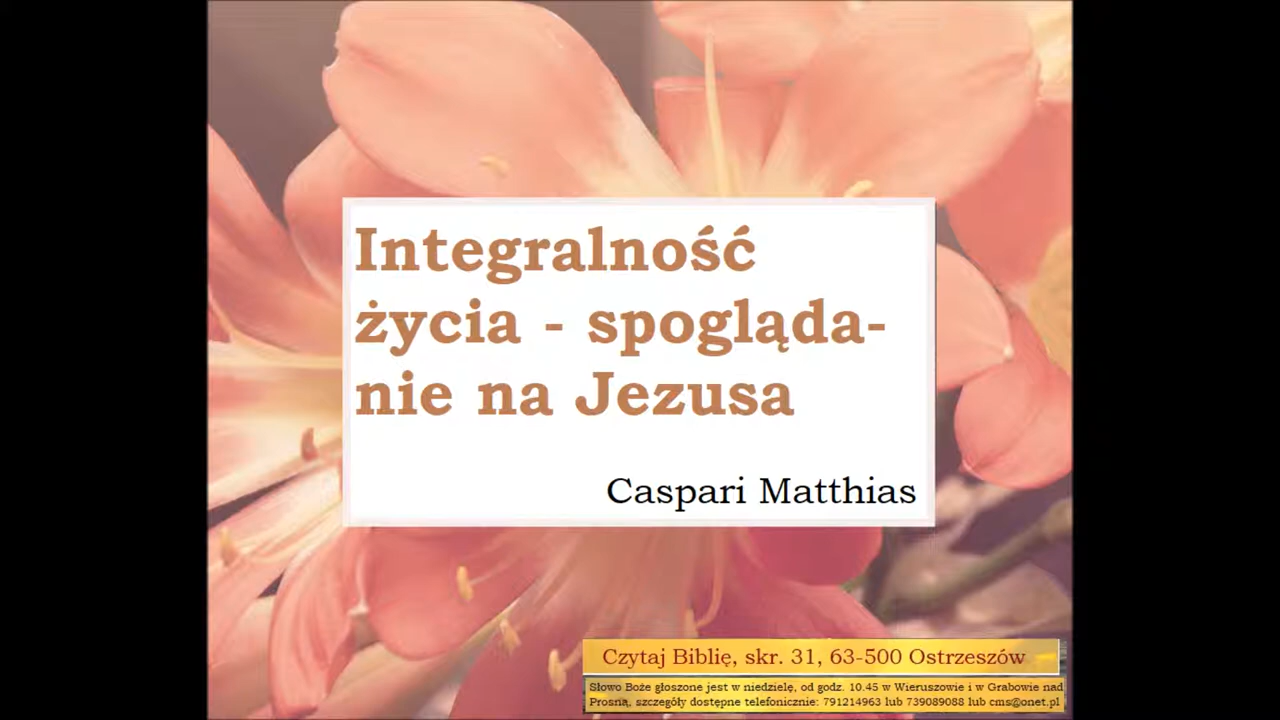 Integralność
życia - spogląda-
nie na Jezusa
Caspari Matthias
Czytaj Biblię, skr. 31, 63-500 Ostrzeszów
Słowo Boże głoszone jest w niedzielę, od godz. 10.45 w Wieruszowie i w Grabowie nad
Prosną, szczegóły dostępne telefonicznie: 791214963 lub 739089088 lub cms@onet.pl